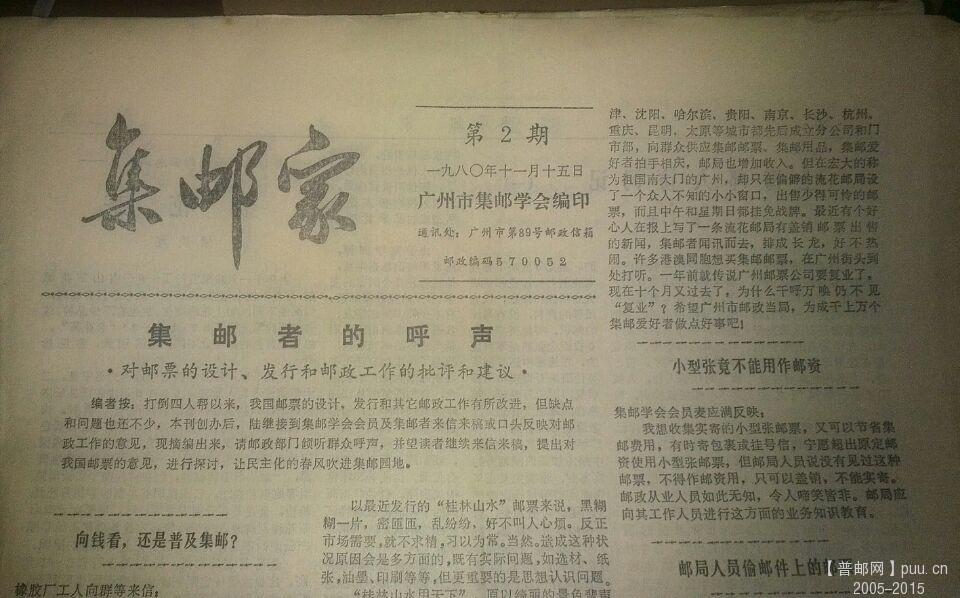 集邮家
第2期
一九八〇年十一月十五日
广州市集邮学会编印
通讯处：广州市第89号邮政信箱
邮政编码570052
集邮者的呼声
·对邮票的设计、发行和邮政工作的批评和建议·
编者按：打倒四人帮以来，我国邮票的设计，发行和其它邮政工作有所改进，但缺点
和问题也还不少，本刊创办后，陆继接到集邮学会会员及集邮者来信来稿或口头反映对邮
政工作的意见，现摘编出来，请邮政部门倾听群众呼声，并望读者继续来信来稿，提出对
我国邮票的意见，进行探讨，让民主化的春风吹进集邮园地。
向钱看，还是普及集邮？
橡胶厂工人向群等来信：
以最近发行的“桂林山水”邮票来说，黑糊
糊一片，密匝匝，乱纷纷，好不叫人心烦。反正
市场需要，就不求精，习以为常。当然。造成这种状
况原因会是多方面的，既有实际问题，如选材、纸
张，油墨、印刷等等，但更重要的是思想认识问题。
“桂林山水甲天下”，原以绮丽的景色蜚声
津、沈阳、哈尔滨、贵阳、南京、长沙、杭州、
重庆、昆明、太原等城市都先后成立分公司和门
市部，向群众供应集邮邮票、集邮用品，集邮爱
好者拍手相庆，邮局也增加收入。但在宏大的称
为祖国南大门的广州，却只在偏僻的流花邮局设
了一个众人不知的小小窗口，出售少得可怜的邮
票，而且中午和星期日都挂免战牌。最近有个好
心人在报上写了一条流花邮局有盖销邮票出售
的新闻，集邮者闻讯而去，排成长龙，好不热
闹。许多港澳同胞想买集邮邮票，在广州街头到
处打听。一年前就传说广州邮票公司要复业了，
现在十个月又过去了，为什么千呼万唤仍不见
“复业”？希望广州市邮政当局，为成千上万个
集邮爱好者做点好事吧！
小型张竟不能用作邮资
集邮学会会员麦应满反映：
我想收集实寄的小型张邮票，又可以节省集
邮费用，有时寄包裹或挂号信，宁愿超出原定邮
资使用小型张邮票，但邮局人员说没有见过这种
邮票，不得作邮资用，只可以盖销，不能实寄。
邮政从业人员如此无知，令人啼笑皆非。邮局应
向其工作人员进行这方面的业务知识教育。
邮局人员偷邮件上的邮
【普邮网】puu.cn
2005-2015